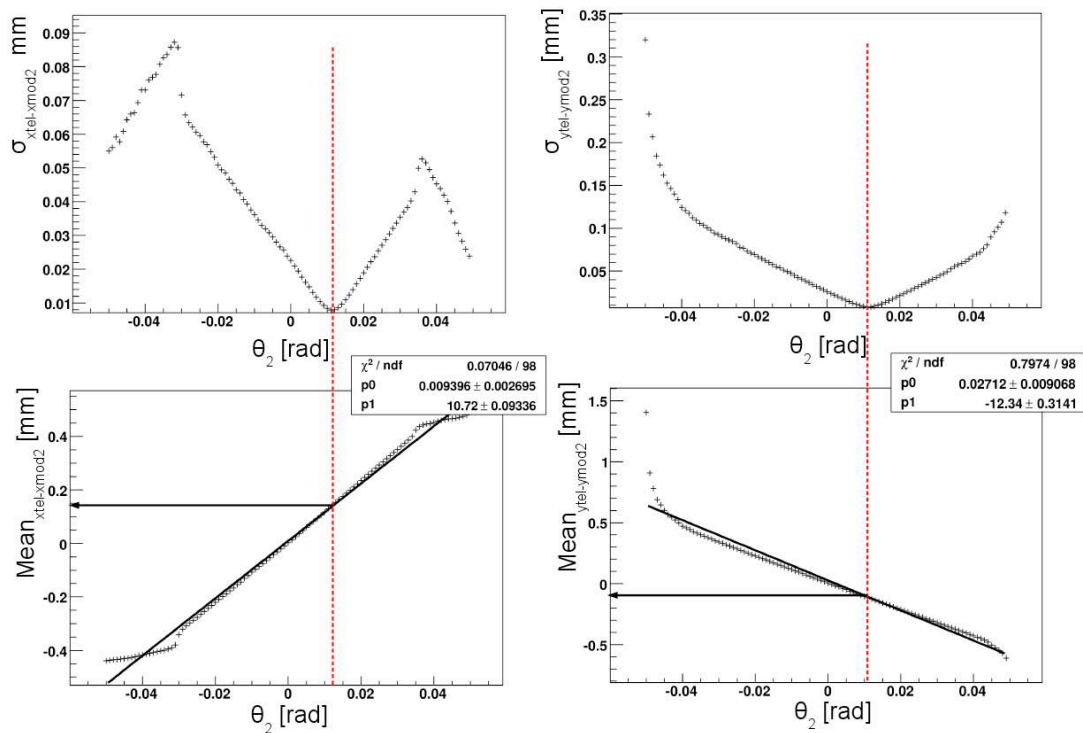 σxtel-xmod2 mm
0.09
0.08
0.07
0.06
0.05
0.04
0.03
0.02
0.01
-0.04 -0.02 0 0.02 0.04
θ2 [rad]
σytel-ymod2 [mm]
0.35
0.3
0.25
0.2
0.15
0.1
0.05
-0.04 -0.02 0 0.02 0.04
θ2 [rad]
χ² / ndf 0.07046 / 98
p0 0.009396 ± 0.002695
p1 10.72 ± 0.09336
Meanxtel-xmod2 [mm]
0.4
0.2
0
-0.2
-0.4
-0.04 -0.02 0 0.02 0.04
θ2 [rad]
χ² / ndf 0.7974 / 98
p0 0.02712 ± 0.009068
p1 -12.34 ± 0.3141
Meanytel-ymod2 [mm]
1.5
1
0.5
0
-0.5
-0.04 -0.02 0 0.02 0.04
θ2 [rad]